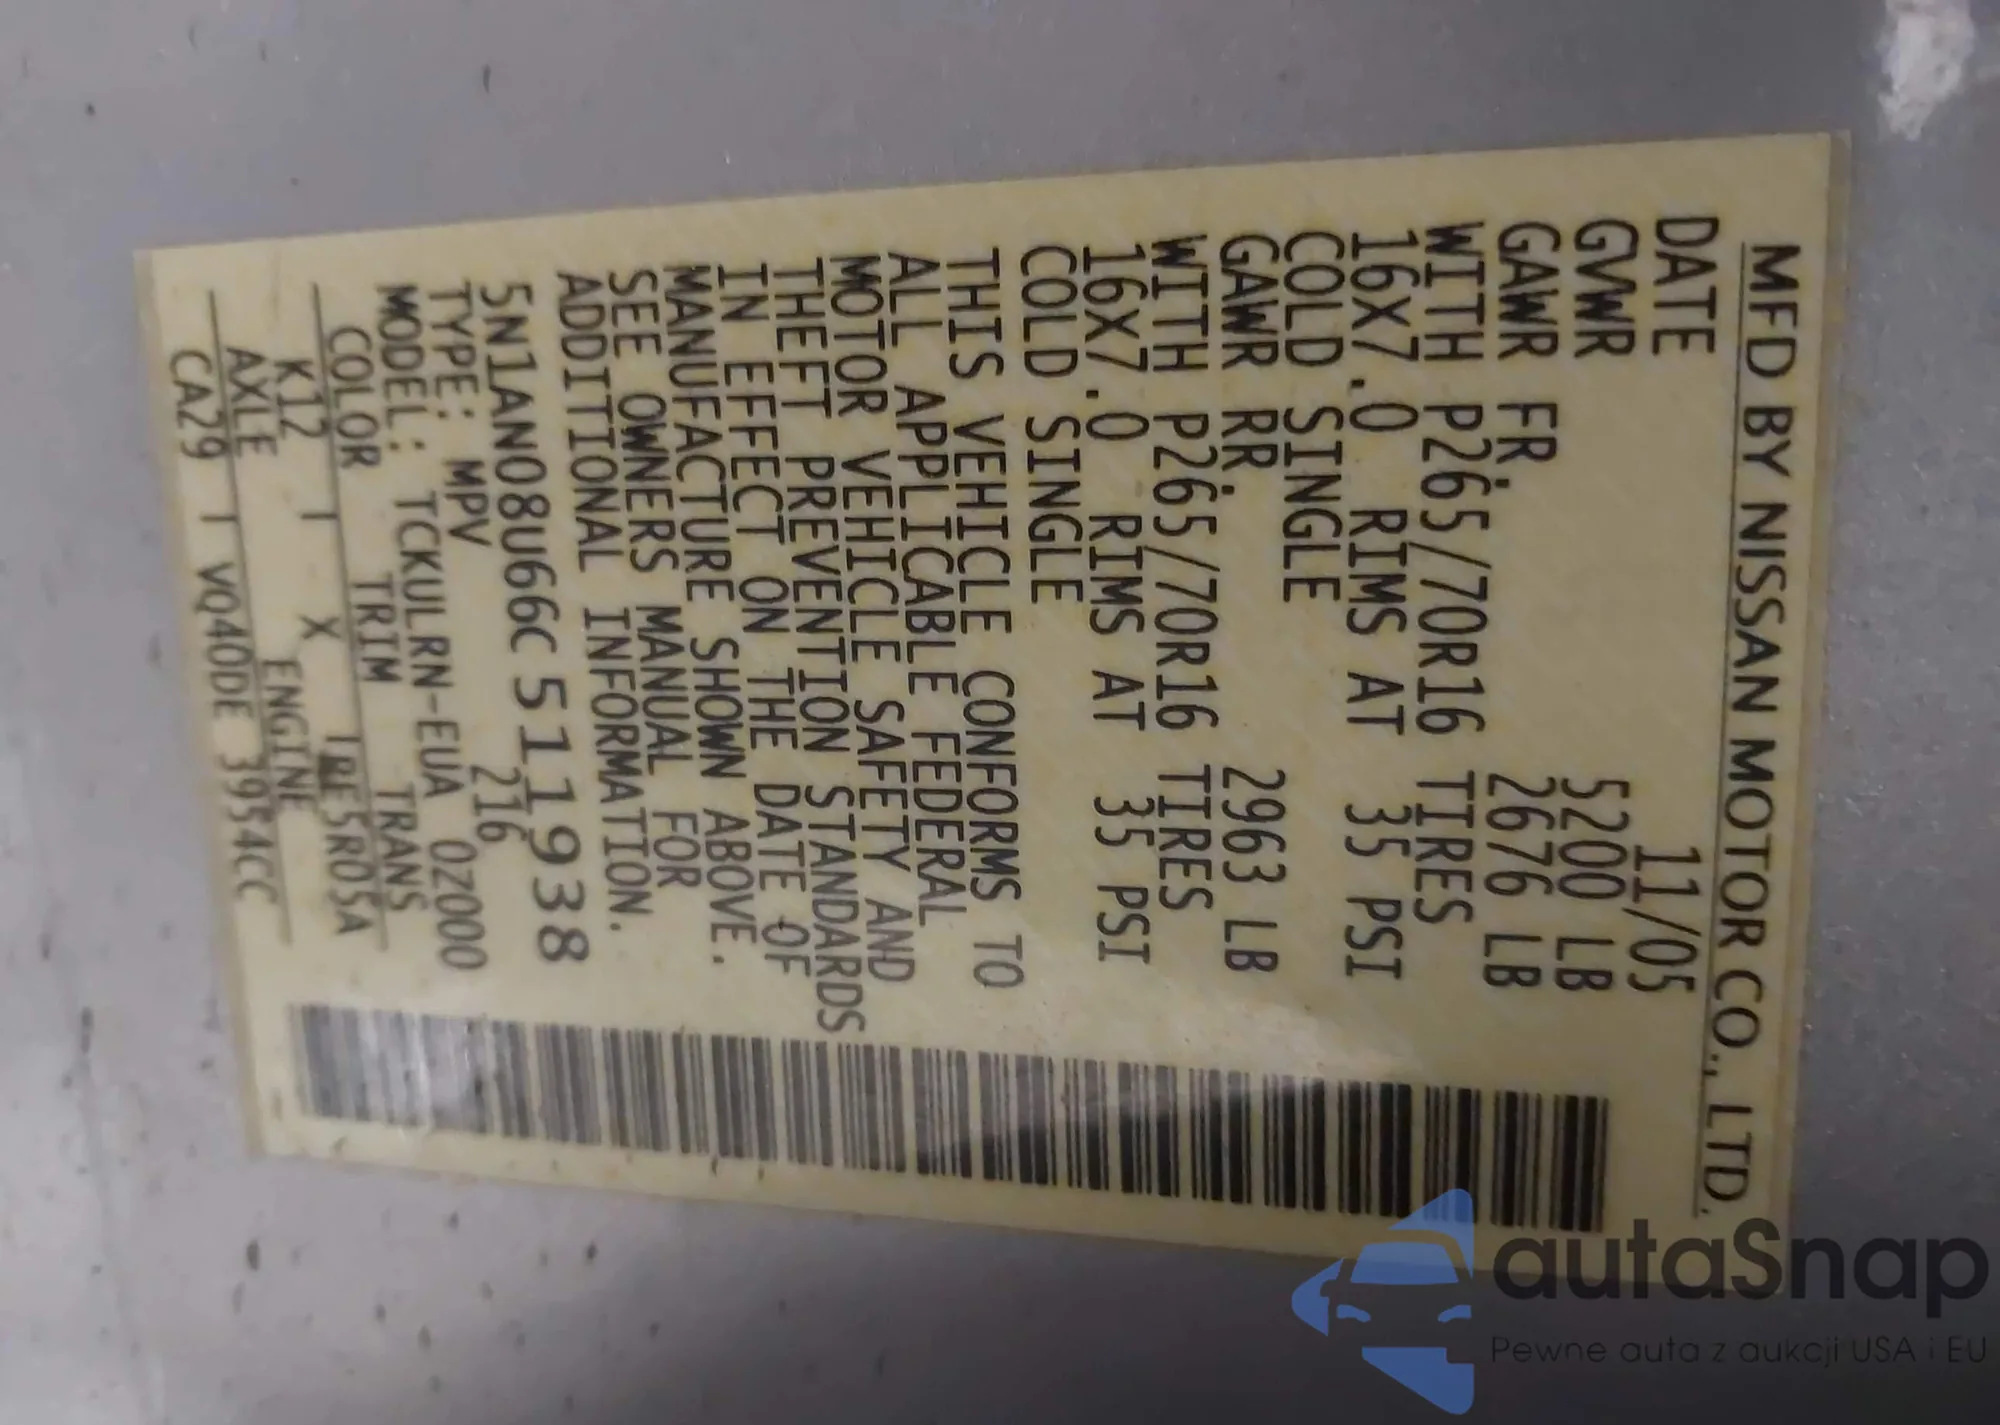 MFD BY NISSAN MOTOR CO., LTD.
DATE 11/05
GVWR 5200 LB
GAWR FR. 2676 LB
WITH P265/70R16 TIRES
16X7.0 RIMS AT 35 PSI
COLD SINGLE
GAWR RR. 2963 LB
WITH P265/70R16 TIRES
16X7.0 RIMS AT 35 PSI
COLD SINGLE
THIS VEHICLE CONFORMS TO
ALL APPLICABLE FEDERAL
MOTOR VEHICLE SAFETY AND
THEFT PREVENTION STANDARDS
IN EFFECT ON THE DATE OF
MANUFACTURE SHOWN ABOVE.
SEE OWNERS MANUAL FOR
ADDITIONAL INFORMATION.
5N1AN08U66C511938
TYPE: MPV 216
MODEL: TCKULRN-EUA 0Z000
COLOR TRIM TRANS
K12 X RE5R05A
AXLE ENGINE
CA29 VQ40DE 3954CC
autaSnap
Pewne auta z aukcji USA i EU